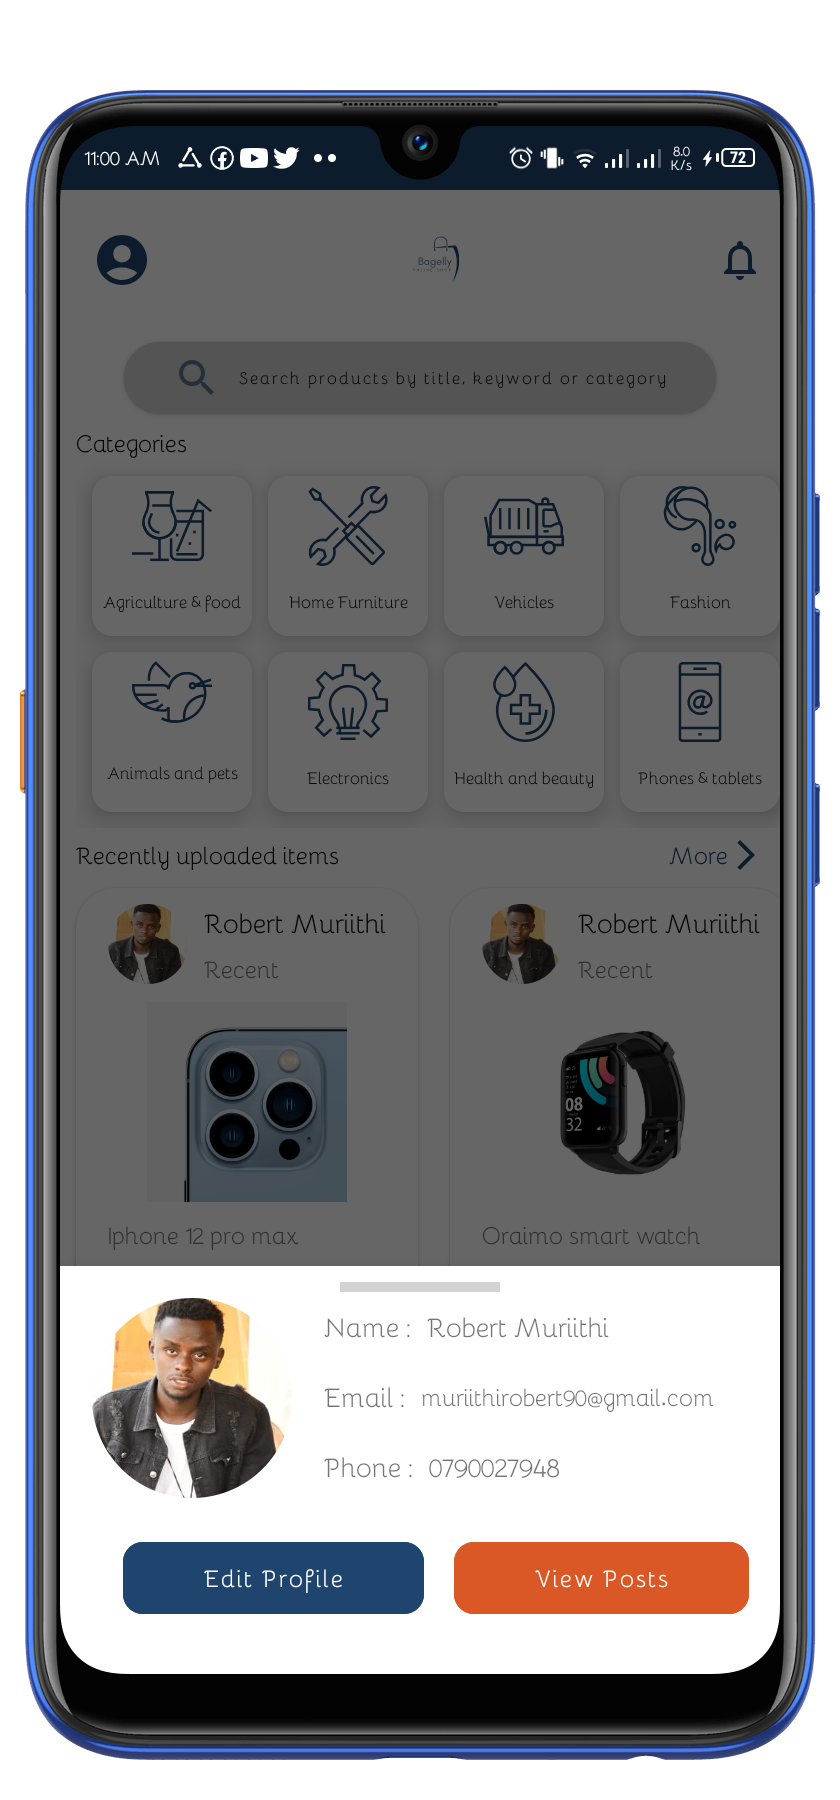 11:00 AM
8.0
K/s
72
Bagelly
ONLINE SHOP
Search products by title, keyword or category
Categories
Agriculture & food
Home Furniture
Vehicles
Fashion
@
Animals and pets
Electronics
Health and beauty
Phones & tablets
Recently uploaded items
More
Robert Muriithi
Recent
Robert Muriithi
Recent
08
32
Iphone 12 pro max
Oraimo smart watch
Name : Robert Muriithi
Email : muriithirobert90@gmail.com
Phone : 0790027948
Edit Profile
View Posts